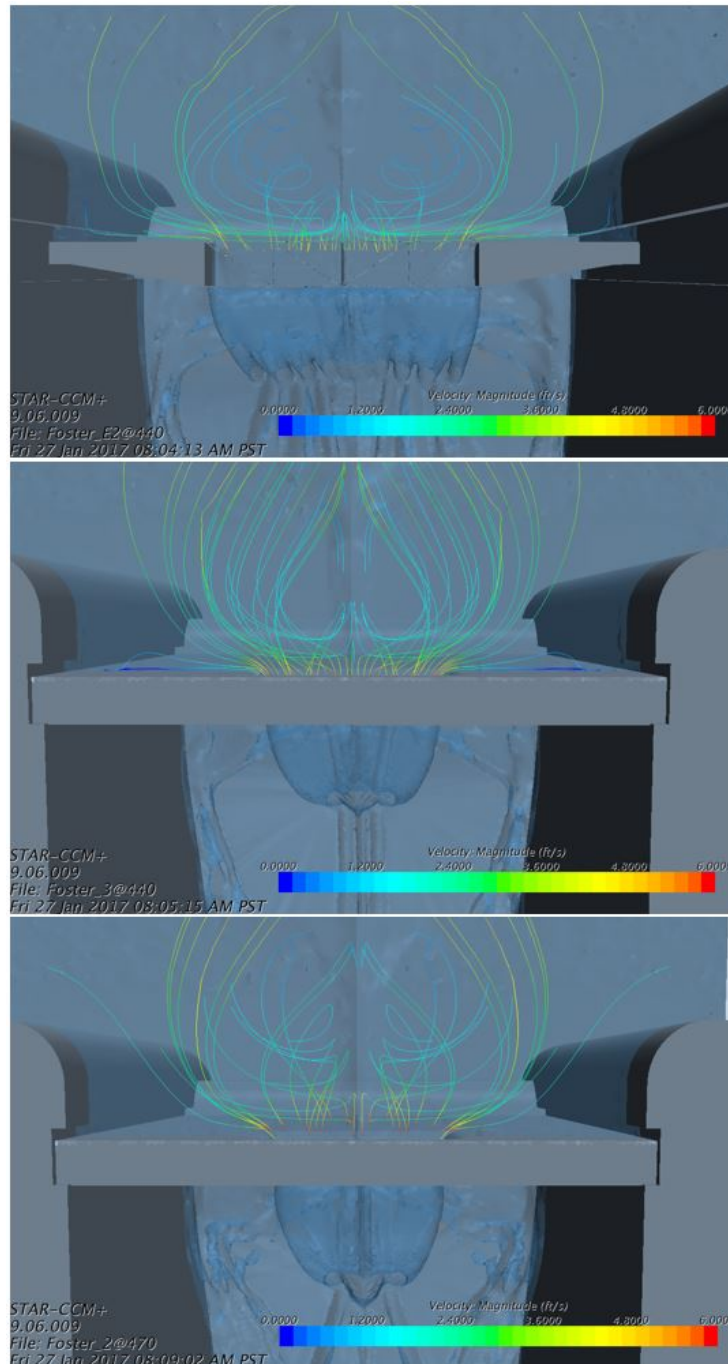 Velocity: Magnitude (ft/s)
0.0000 1.2000 2.4000 3.6000 4.8000 6.0000
STAR-CCM+
9.06.009
File: Foster_E2@440
Fri 27 Jan 2017 08:04:13 AM PST
Velocity: Magnitude (ft/s)
0.0000 1.2000 2.4000 3.6000 4.8000 6.0000
STAR-CCM+
9.06.009
File: Foster_3@440
Fri 27 Jan 2017 08:05:15 AM PST
Velocity: Magnitude (ft/s)
0.0000 1.2000 2.4000 3.6000 4.8000 6.000
STAR-CCM+
9.06.009
File: Foster_2@470
Fri 27 Jan 2017 08:09:02 AM PST